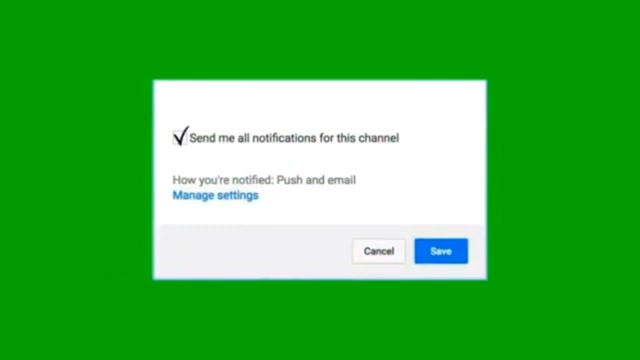 Send me all notifications for this channel
How you're notified: Push and email
Manage settings
Cancel Save